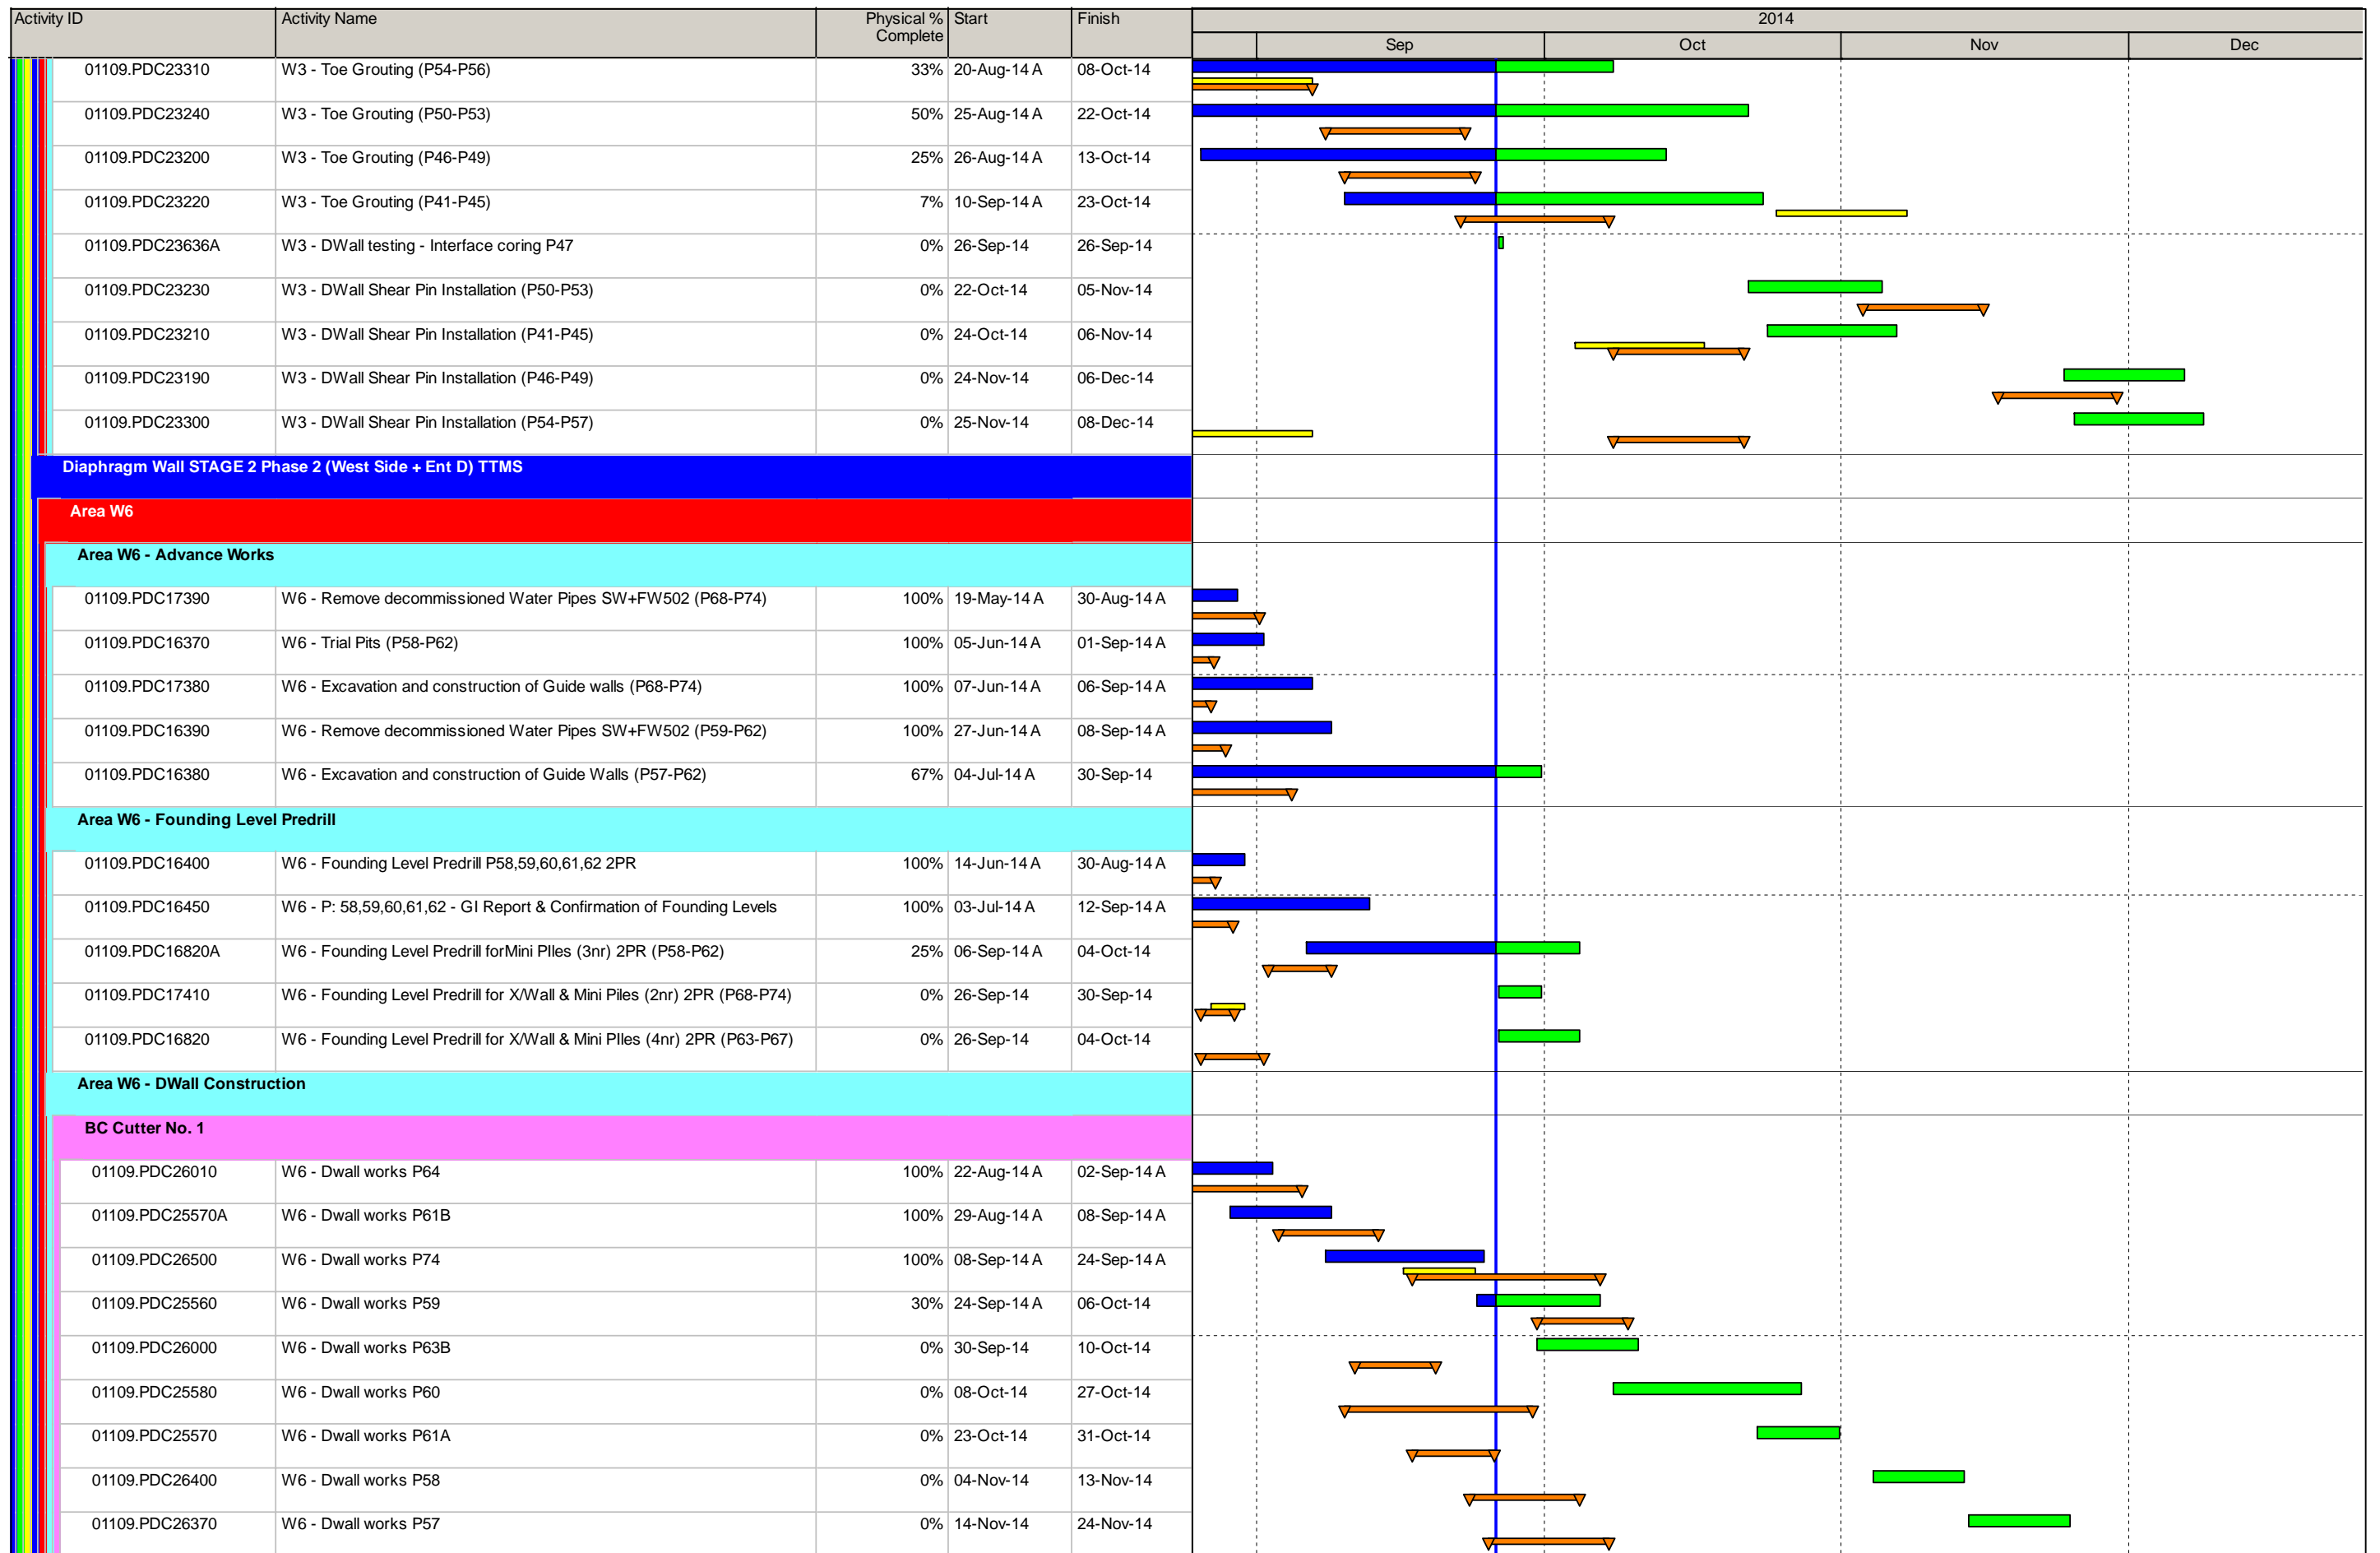 Activity ID Activity Name Physical % Start Finish 2014
Complete Sep Oct Nov Dec
01109.PDC23310 W3 - Toe Grouting (P54-P56) 33% 20-Aug-14 A 08-Oct-14
01109.PDC23240 W3 - Toe Grouting (P50-P53) 50% 25-Aug-14 A 22-Oct-14
01109.PDC23200 W3 - Toe Grouting (P46-P49) 25% 26-Aug-14 A 13-Oct-14
01109.PDC23220 W3 - Toe Grouting (P41-P45) 7% 10-Sep-14 A 23-Oct-14
01109.PDC23636A W3 - DWall testing - Interface coring P47 0% 26-Sep-14 26-Sep-14
01109.PDC23230 W3 - DWall Shear Pin Installation (P50-P53) 0% 22-Oct-14 05-Nov-14
01109.PDC23210 W3 - DWall Shear Pin Installation (P41-P45) 0% 24-Oct-14 06-Nov-14
01109.PDC23190 W3 - DWall Shear Pin Installation (P46-P49) 0% 24-Nov-14 06-Dec-14
01109.PDC23300 W3 - DWall Shear Pin Installation (P54-P57) 0% 25-Nov-14 08-Dec-14
Diaphragm Wall STAGE 2 Phase 2 (West Side + Ent D) TTMS
Area W6
Area W6 - Advance Works
01109.PDC17390 W6 - Remove decommissioned Water Pipes SW+FW502 (P68-P74) 100% 19-May-14 A 30-Aug-14 A
01109.PDC16370 W6 - Trial Pits (P58-P62) 100% 05-Jun-14 A 01-Sep-14 A
01109.PDC17380 W6 - Excavation and construction of Guide walls (P68-P74) 100% 07-Jun-14 A 06-Sep-14 A
01109.PDC16390 W6 - Remove decommissioned Water Pipes SW+FW502 (P59-P62) 100% 27-Jun-14 A 08-Sep-14 A
01109.PDC16380 W6 - Excavation and construction of Guide Walls (P57-P62) 67% 04-Jul-14 A 30-Sep-14
Area W6 - Founding Level Predrill
01109.PDC16400 W6 - Founding Level Predrill P58,59,60,61,62 2PR 100% 14-Jun-14 A 30-Aug-14 A
01109.PDC16450 W6 - P: 58,59,60,61,62 - GI Report & Confirmation of Founding Levels 100% 03-Jul-14 A 12-Sep-14 A
01109.PDC16820A W6 - Founding Level Predrill forMini PIles (3nr) 2PR (P58-P62) 25% 06-Sep-14 A 04-Oct-14
01109.PDC17410 W6 - Founding Level Predrill for X/Wall & Mini Piles (2nr) 2PR (P68-P74) 0% 26-Sep-14 30-Sep-14
01109.PDC16820 W6 - Founding Level Predrill for X/Wall & Mini PIles (4nr) 2PR (P63-P67) 0% 26-Sep-14 04-Oct-14
Area W6 - DWall Construction
BC Cutter No. 1
01109.PDC26010 W6 - Dwall works P64 100% 22-Aug-14 A 02-Sep-14 A
01109.PDC25570A W6 - Dwall works P61B 100% 29-Aug-14 A 08-Sep-14 A
01109.PDC26500 W6 - Dwall works P74 100% 08-Sep-14 A 24-Sep-14 A
01109.PDC25560 W6 - Dwall works P59 30% 24-Sep-14 A 06-Oct-14
01109.PDC26000 W6 - Dwall works P63B 0% 30-Sep-14 10-Oct-14
01109.PDC25580 W6 - Dwall works P60 0% 08-Oct-14 27-Oct-14
01109.PDC25570 W6 - Dwall works P61A 0% 23-Oct-14 31-Oct-14
01109.PDC26400 W6 - Dwall works P58 0% 04-Nov-14 13-Nov-14
01109.PDC26370 W6 - Dwall works P57 0% 14-Nov-14 24-Nov-14